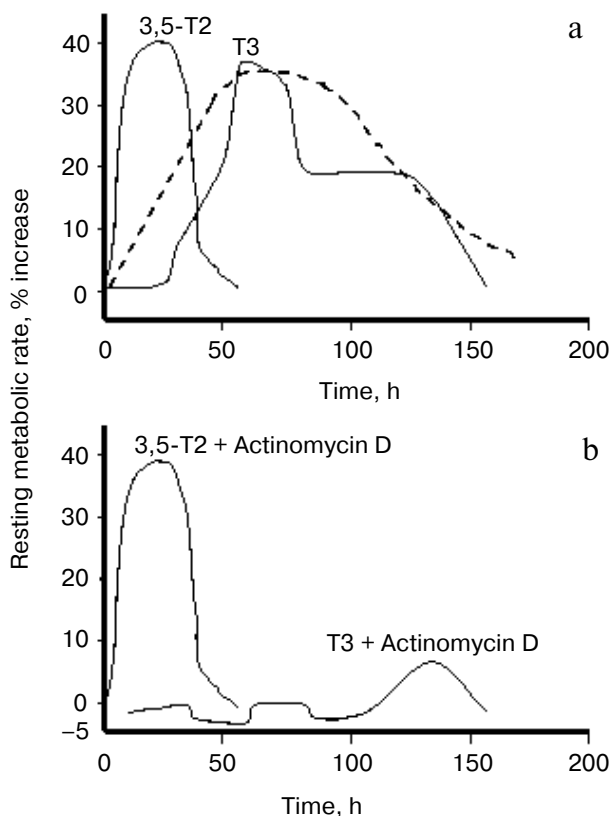 a
3,5-T2
T3
40
30
20
10
0
0 50 100 150 200
Time, h
Resting metabolic rate, % increase
b
3,5-T2 + Actinomycin D
40
30
20
10
T3 + Actinomycin D
0
–5
0 50 100 150 200
Time, h